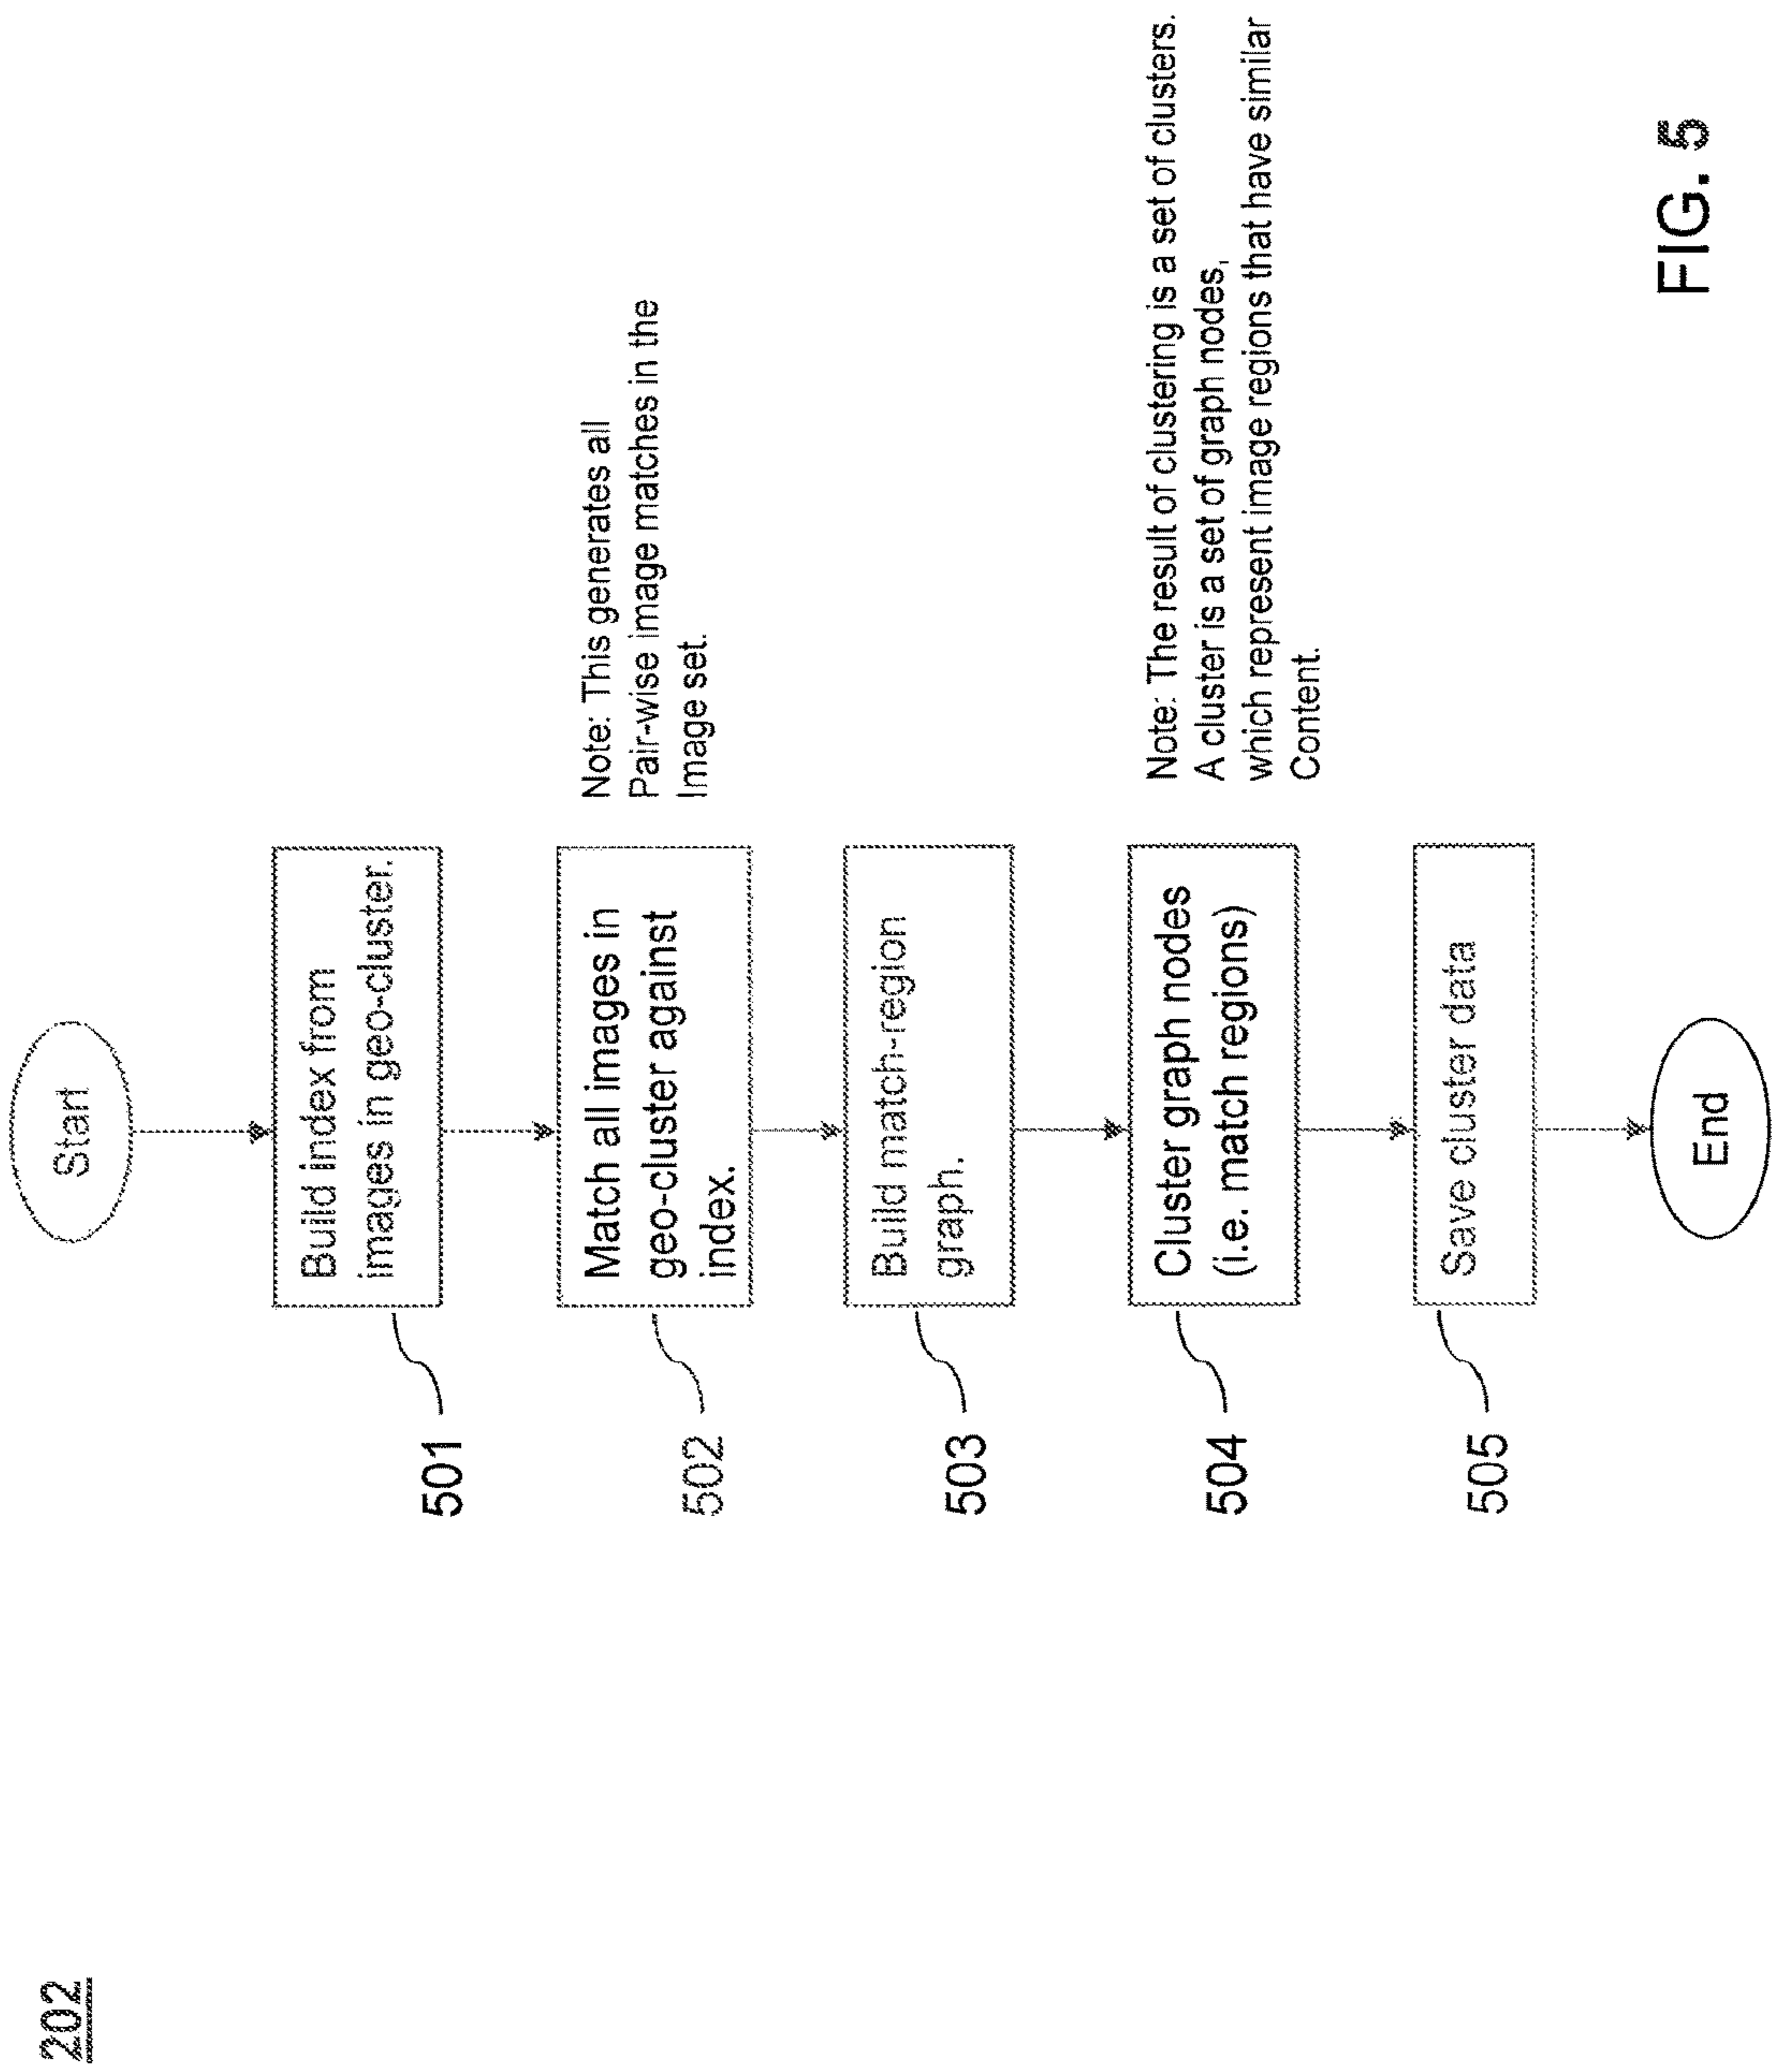 202
Start
501
Build index from
images in geo-cluster.
502
Match all images in
geo-cluster against
index.
Note: This generates all
Pair-wise image matches in the
Image set.
503
Build match-region
graph.
504
Cluster graph nodes
(i.e. match regions)
Note: The result of clustering is a set of clusters.
A cluster is a set of graph nodes,
which represent image regions that have similar
Content.
505
Save cluster data
End
FIG. 5